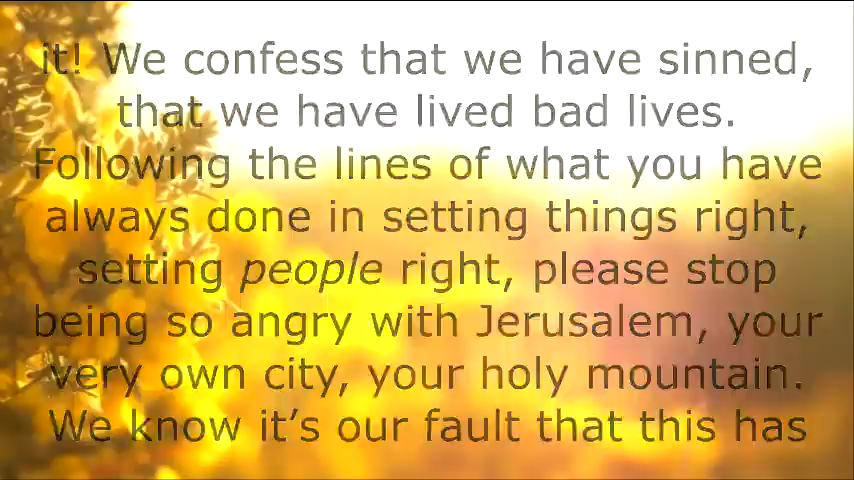 it! We confess that we have sinned,
that we have lived bad lives.
Following the lines of what you have
always done in setting things right,
setting people right, please stop
being so angry with Jerusalem, your
very own city, your holy mountain.
We know it’s our fault that this has